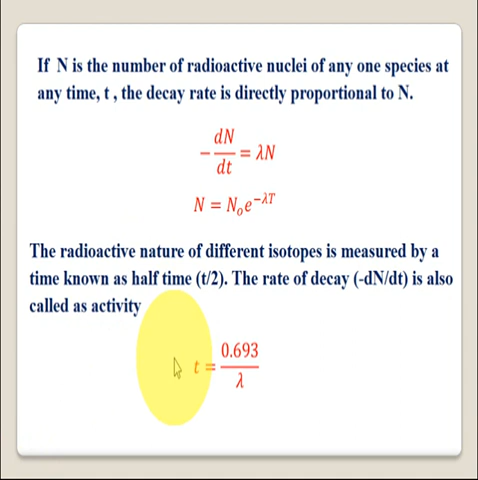 If N is the number of radioactive nuclei of any one species at
any time, t , the decay rate is directly proportional to N.
−dN/dt = λN
N = Nₒe^−λT
The radioactive nature of different isotopes is measured by a
time known as half time (t/2). The rate of decay (-dN/dt) is also
called as activity
t = 0.693/λ